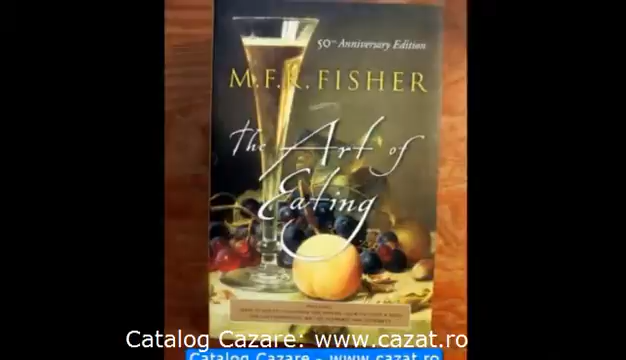 50TH Anniversary Edition
M.F.K. FISHER
The Art of
Eating
Catalog Cazare: www.cazat.ro
Catalog Cazare - www.cazat.ro